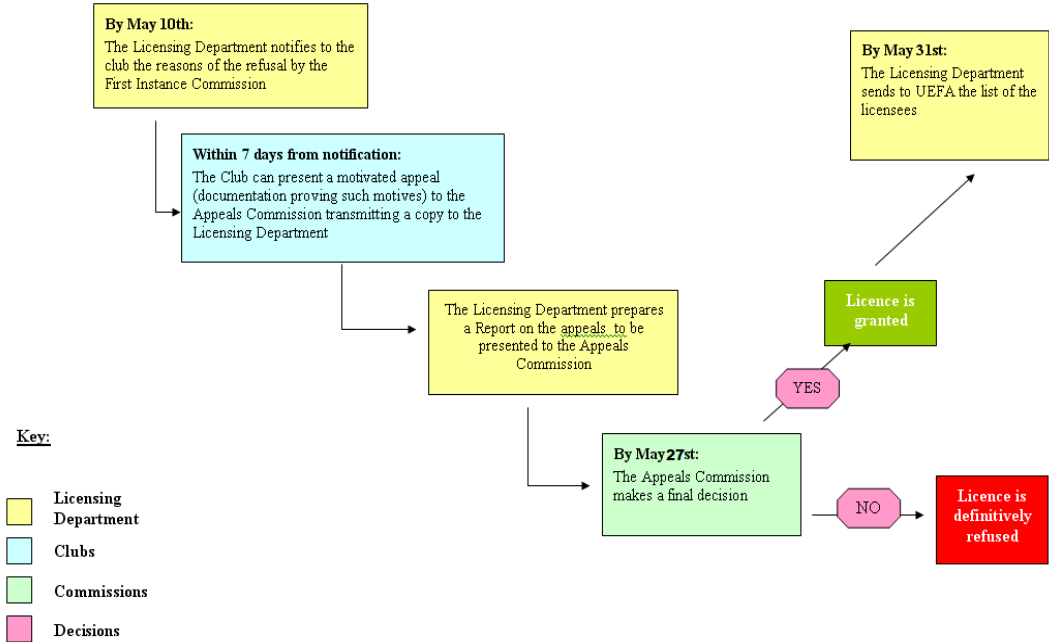 By May 10th:
The Licensing Department notifies to the
club the reasons of the refusal by the
First Instance Commission
By May 31st:
The Licensing Department
sends to UEFA the list of the
licensees
Within 7 days from notification:
The Club can present a motivated appeal
(documentation proving such motives) to the
Appeals Commission transmitting a copy to the
Licensing Department
The Licensing Department prepares
a Report on the appeals to be
presented to the Appeals
Commission
Licence is
granted
YES
By May27st:
The Appeals Commission
makes a final decision
NO
Licence is
definitively
refused
Key:
Licensing
Department
Clubs
Commissions
Decisions